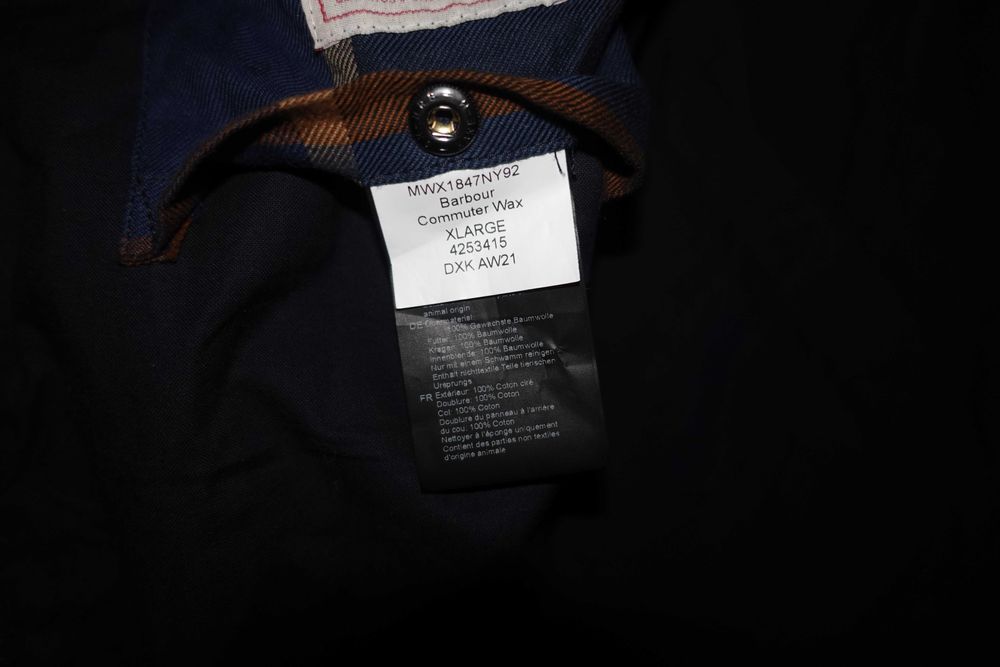 MWX1847NY92
Barbour
Commuter Wax
XLARGE
4253415
DXK AW21
animal origin
DE Obermaterial:
100% Gewachste Baumwolle
Futter: 100% Baumwolle
Kragen: 100% Baumwolle
Innenblende: 100% Baumwolle
Nur mit einem Schwamm reinigen
Enthält nichttextile Teile tierischen
Ursprungs
FR Extérieur: 100% Coton ciré
Doublure: 100% Coton
Col: 100% Coton
Doublure du panneau à l'arrière
du cou: 100% Coton
Nettoyer à l'éponge uniquement
Contient des parties non textiles
d'origine animale